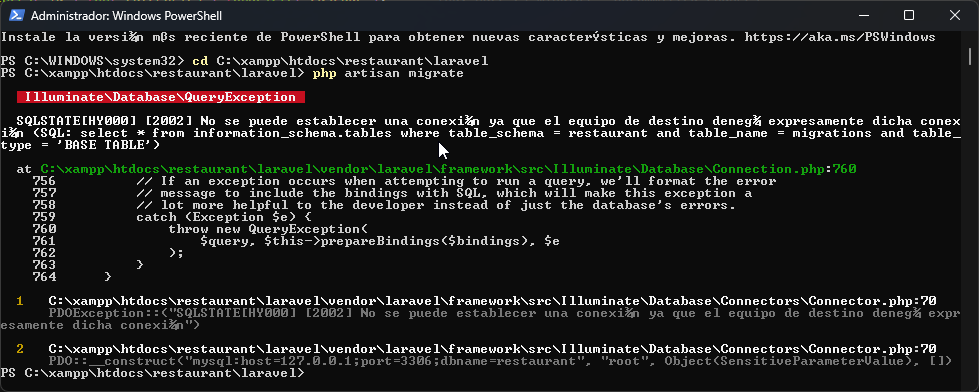 Administrador: Windows PowerShell
Instale la versi¾n mßs reciente de PowerShell para obtener nuevas caracterÝsticas y mejoras. https://aka.ms/PSWindows
PS C:\WINDOWS\system32> cd C:\xampp\htdocs\restaurant\laravel
PS C:\xampp\htdocs\restaurant\laravel> php artisan migrate
Illuminate\Database\QueryException
SQLSTATE[HY000] [2002] No se puede establecer una conexi¾n ya que el equipo de destino deneg¾ expresamente dicha conex
i¾n (SQL: select * from information_schema.tables where table_schema = restaurant and table_name = migrations and table_
type = 'BASE TABLE')
at C:\xampp\htdocs\restaurant\laravel\vendor\laravel\framework\src\Illuminate\Database\Connection.php:760
756 // If an exception occurs when attempting to run a query, we'll format the error
757 // message to include the bindings with SQL, which will make this exception a
758 // lot more helpful to the developer instead of just the database's errors.
759 catch (Exception $e) {
760 throw new QueryException(
761 $query, $this->prepareBindings($bindings), $e
762 );
763 }
764 }
1 C:\xampp\htdocs\restaurant\laravel\vendor\laravel\framework\src\Illuminate\Database\Connectors\Connector.php:70
PDOException::("SQLSTATE[HY000] [2002] No se puede establecer una conexi¾n ya que el equipo de destino deneg¾ expr
esamente dicha conexi¾n")
2 C:\xampp\htdocs\restaurant\laravel\vendor\laravel\framework\src\Illuminate\Database\Connectors\Connector.php:70
PDO::__construct("mysql:host=127.0.0.1;port=3306;dbname=restaurant", "root", Object(SensitiveParameterValue), [])
PS C:\xampp\htdocs\restaurant\laravel>